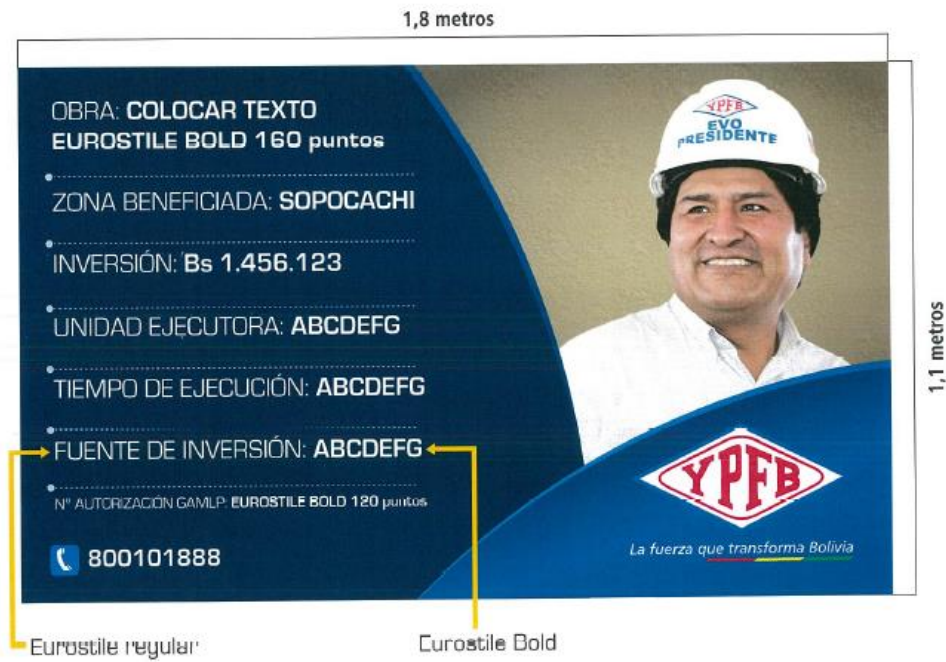 1,8 metros
OBRA: COLOCAR TEXTO
EUROSTILE BOLD 160 puntos
ZONA BENEFICIADA: SOPOCACHI
INVERSIÓN: Bs 1.456.123
UNIDAD EJECUTORA: ABCDEFG
TIEMPO DE EJECUCIÓN: ABCDEFG
FUENTE DE INVERSIÓN: ABCDEFG
N° AUTORIZACIÓN GAMLP: EUROSTILE BOLD 120 puntos
800101888
YPFB
EVO
PRESIDENTE
YPFB
La fuerza que transforma Bolivia
1,1 metros
Eurostile regular
Eurostile Bold